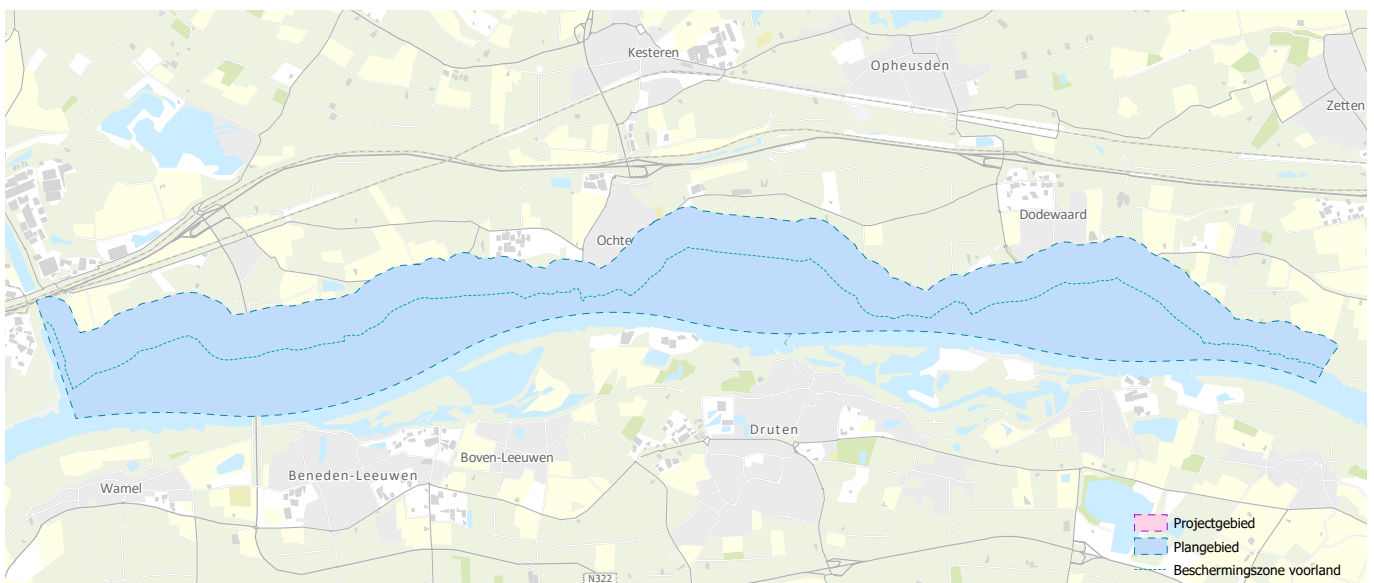 Kesteren
Opheusden
Zetten
Dodewaard
Ochte
Druten
Boven-Leeuwen
Beneden-Leeuwen
Wamel
Projectgebied
Plangebied
Beschermingszone voorland
N322